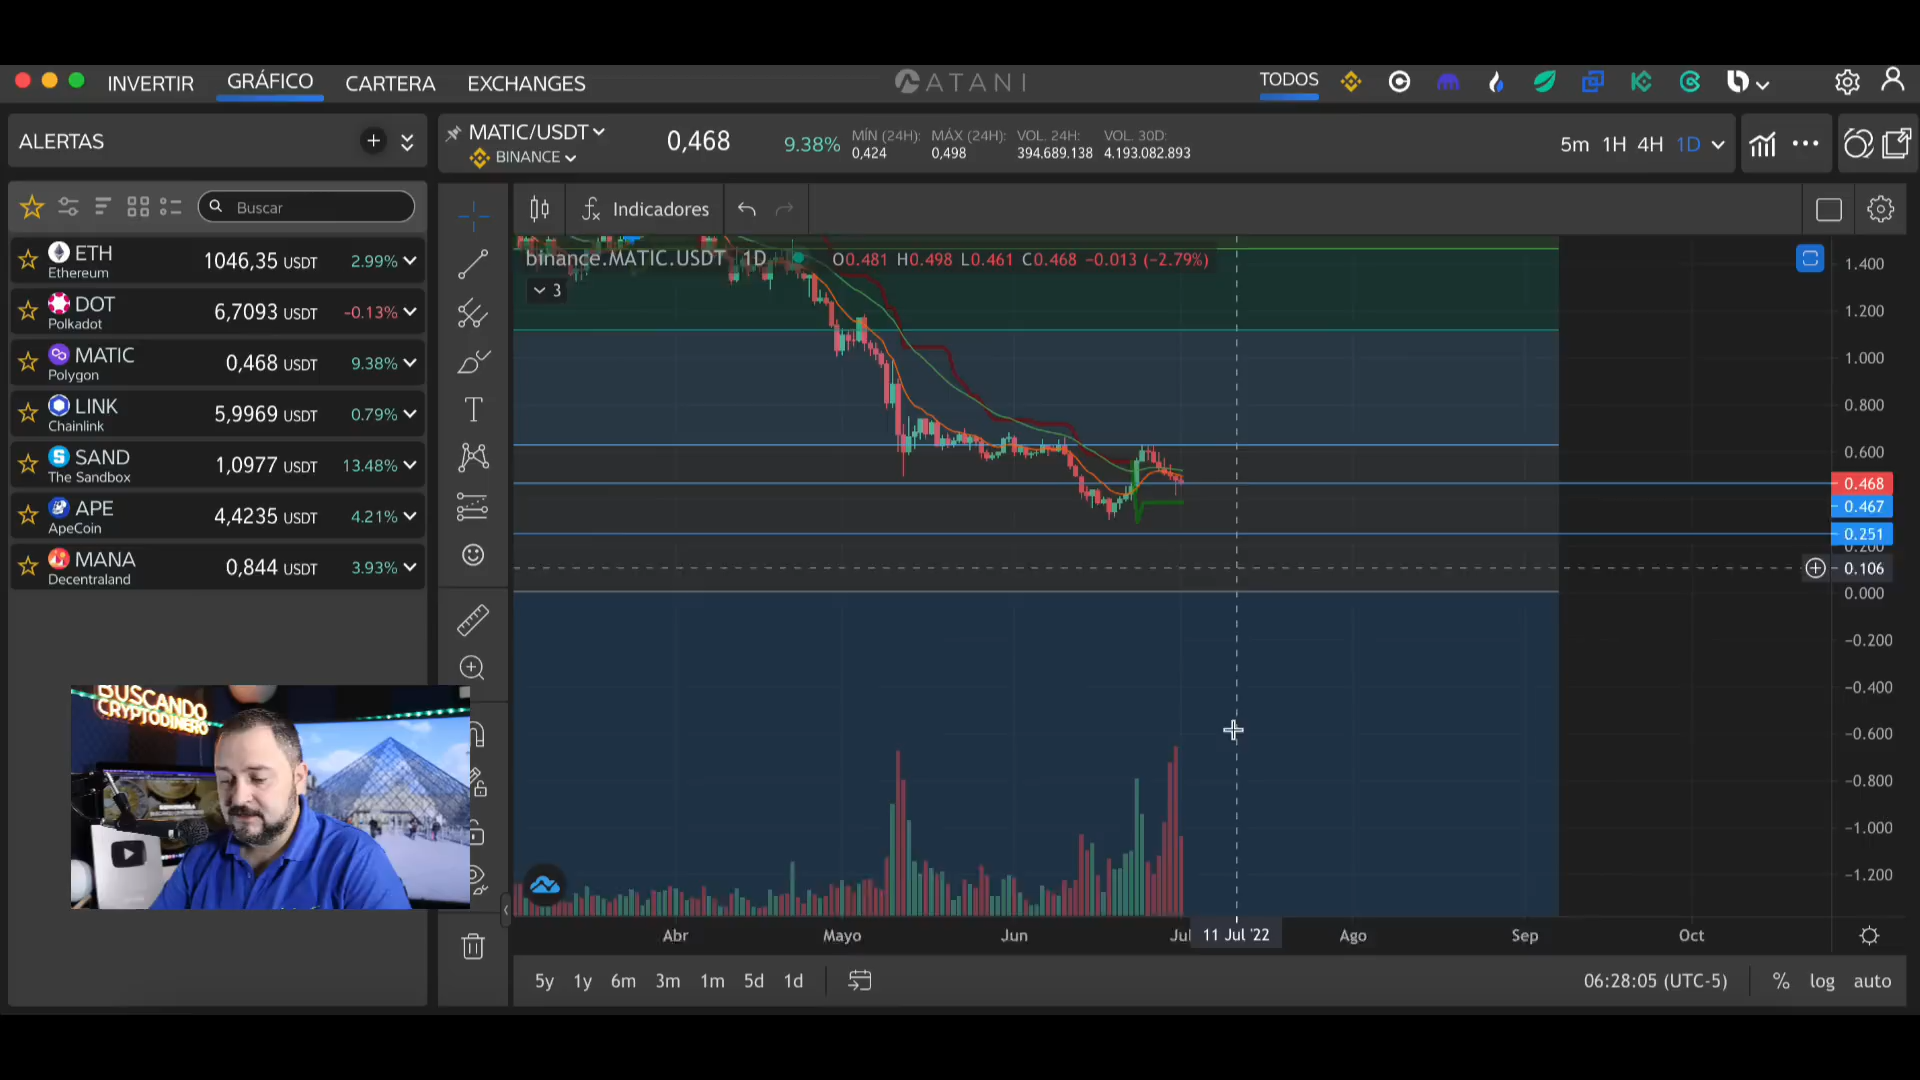 INVERTIR GRÁFICO CARTERA EXCHANGES ATANI TODOS
ALERTAS
MATIC/USDT
BINANCE
0,468
9.38%
MÍN (24H): MÁX (24H): VOL. 24H: VOL. 30D:
0,424 0,498 394.689.138 4.193.082.893
5m 1H 4H 1D
Buscar
Indicadores
ETH 1046,35 USDT 2.99%
Ethereum
DOT 6,7093 USDT -0.13%
Polkadot
MATIC 0,468 USDT 9.38%
Polygon
LINK 5,9969 USDT 0.79%
Chainlink
SAND 1,0977 USDT 13.48%
The Sandbox
APE 4,4235 USDT 4.21%
ApeCoin
MANA 0,844 USDT 3.93%
Decentraland
binance.MATIC.USDT 1D O0.481 H0.498 L0.461 C0.468 −0.013 (−2.79%)
3
1.400
1.200
1.000
0.800
0.600
0.468
0.467
0.251
0.200
0.106
0.000
−0.200
−0.400
−0.600
−0.800
−1.000
−1.200
BUSCANDO
CRYPTODINERO
Abr Mayo Jun Jul 11 Jul '22 Ago Sep Oct
5y 1y 6m 3m 1m 5d 1d
06:28:05 (UTC-5) % log auto